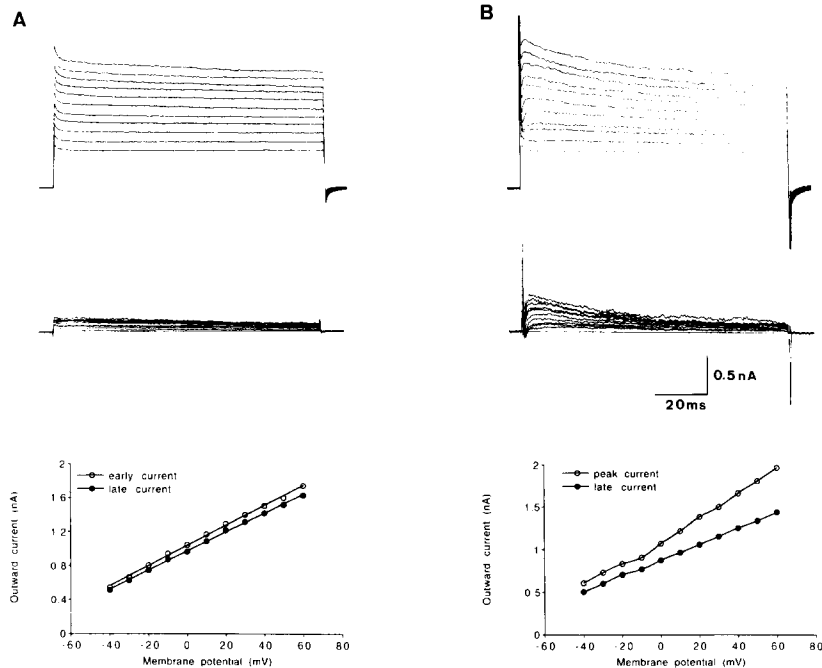 A
B
0.5 nA
20ms
2
1.6
1.2
0.8
0.4
0
Outward current (nA)
early current
late current
-60 -40 -20 0 20 40 60 80
Membrane potential (mV)
2
1.5
1
0 5
0
Outward current (nA)
peak current
late current
-60 -40 -20 0 20 40 60 80
Membrane potential (mV)